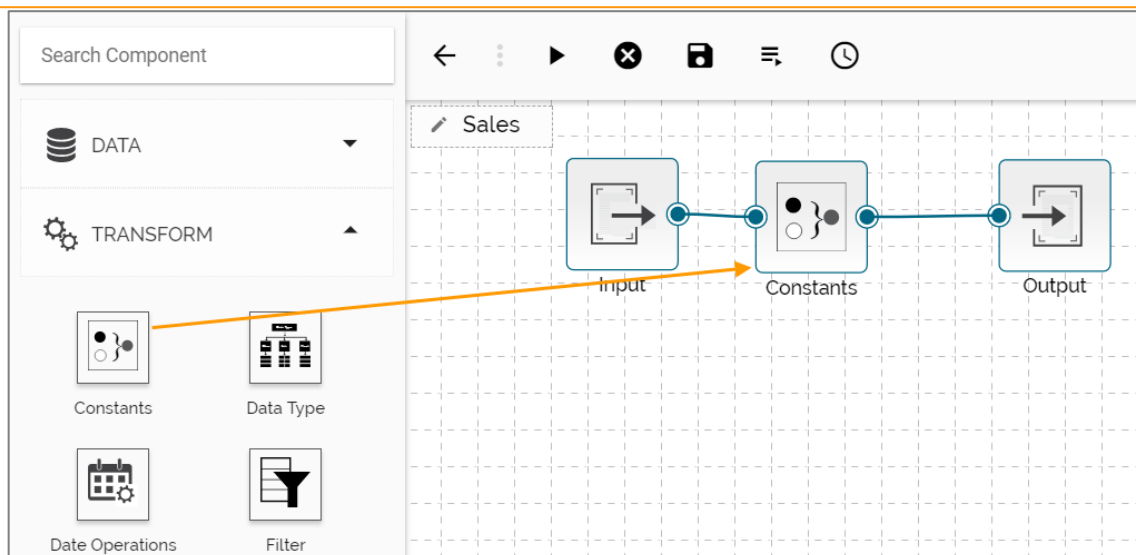 Search Component
DATA
TRANSFORM
Constants
Data Type
Date Operations
Filter
Sales
Input
Constants
Output